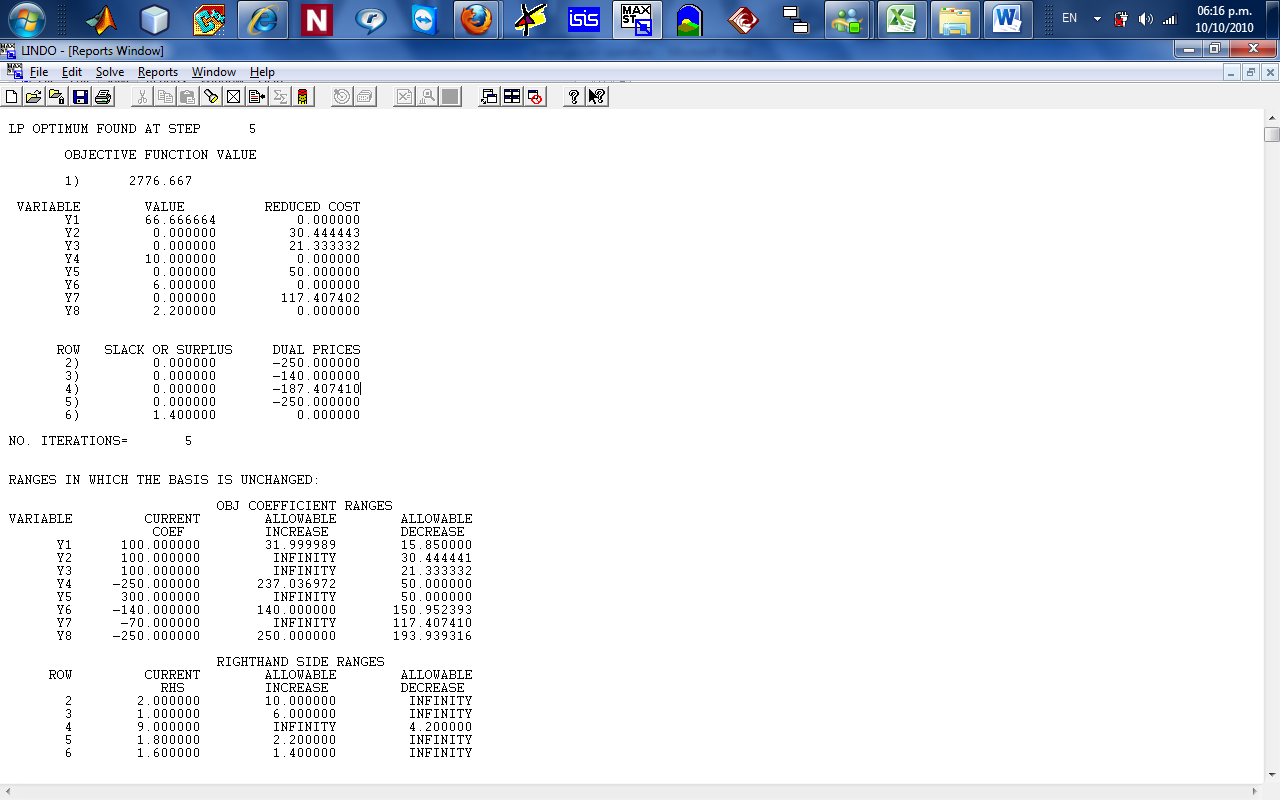 MAX ST
N
isis
MAX ST
EN
06:16 p.m.
10/10/2010
LINDO - [Reports Window]
File Edit Solve Reports Window Help
LP OPTIMUM FOUND AT STEP 5
OBJECTIVE FUNCTION VALUE
1) 2776.667
VARIABLE VALUE REDUCED COST
Y1 66.666664 0.000000
Y2 0.000000 30.444443
Y3 0.000000 21.333332
Y4 10.000000 0.000000
Y5 0.000000 50.000000
Y6 6.000000 0.000000
Y7 0.000000 117.407402
Y8 2.200000 0.000000
ROW SLACK OR SURPLUS DUAL PRICES
2) 0.000000 -250.000000
3) 0.000000 -140.000000
4) 0.000000 -187.407410
5) 0.000000 -250.000000
6) 1.400000 0.000000
NO. ITERATIONS= 5
RANGES IN WHICH THE BASIS IS UNCHANGED:
OBJ COEFFICIENT RANGES
VARIABLE CURRENT ALLOWABLE ALLOWABLE
COEF INCREASE DECREASE
Y1 100.000000 31.999989 15.850000
Y2 100.000000 INFINITY 30.444441
Y3 100.000000 INFINITY 21.333332
Y4 -250.000000 237.036972 50.000000
Y5 300.000000 INFINITY 50.000000
Y6 -140.000000 140.000000 150.952393
Y7 -70.000000 INFINITY 117.407410
Y8 -250.000000 250.000000 193.939316
RIGHTHAND SIDE RANGES
ROW CURRENT ALLOWABLE ALLOWABLE
RHS INCREASE DECREASE
2 2.000000 10.000000 INFINITY
3 1.000000 6.000000 INFINITY
4 9.000000 INFINITY 4.200000
5 1.800000 2.200000 INFINITY
6 1.600000 1.400000 INFINITY